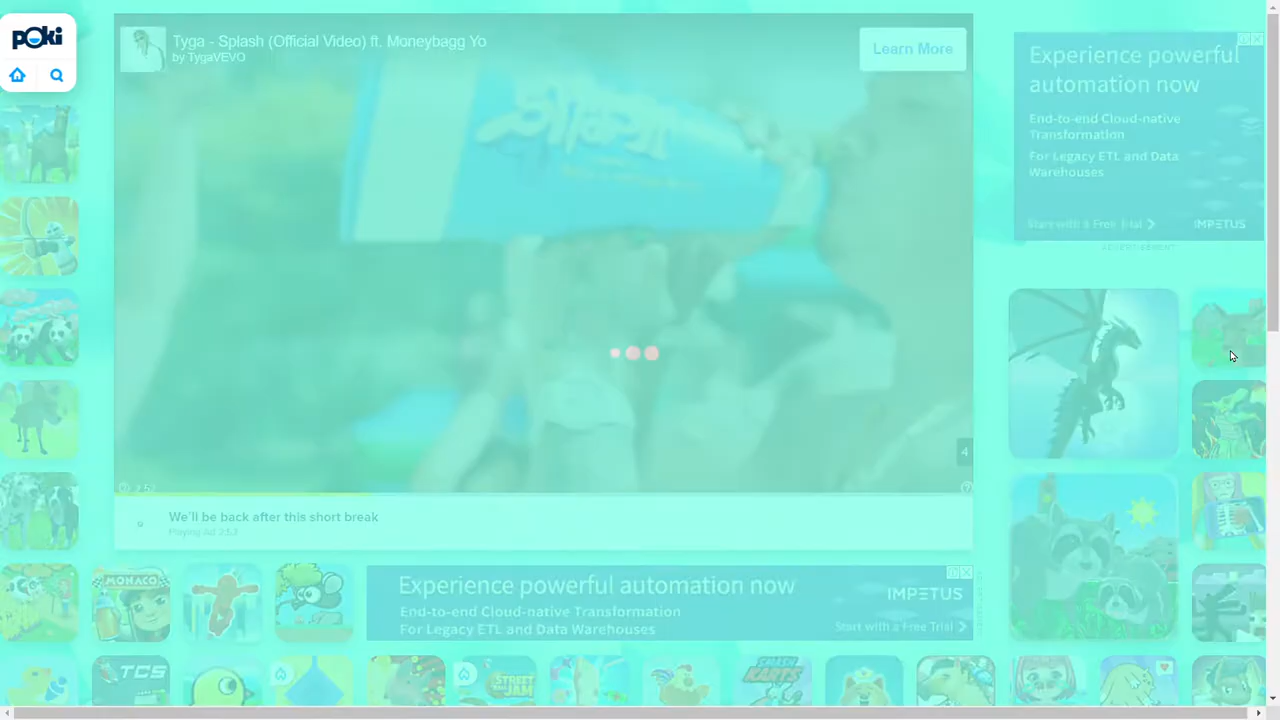 poki
Tyga - Splash (Official Video) ft. Moneybagg Yo
by TygaVEVO
Learn More
Experience powerful
automation now
End-to-end Cloud-native
Transformation
For Legacy ETL and Data
Warehouses
Start with a Free Trial
IMPETUS
ADVERTISEMENT
4
We'll be back after this short break
MONACO
Experience powerful automation now
End-to-end Cloud-native Transformation
For Legacy ETL and Data Warehouses
IMPETUS
Start with a Free Trial
TCS
STREET
JAM
SMASH
KARTS